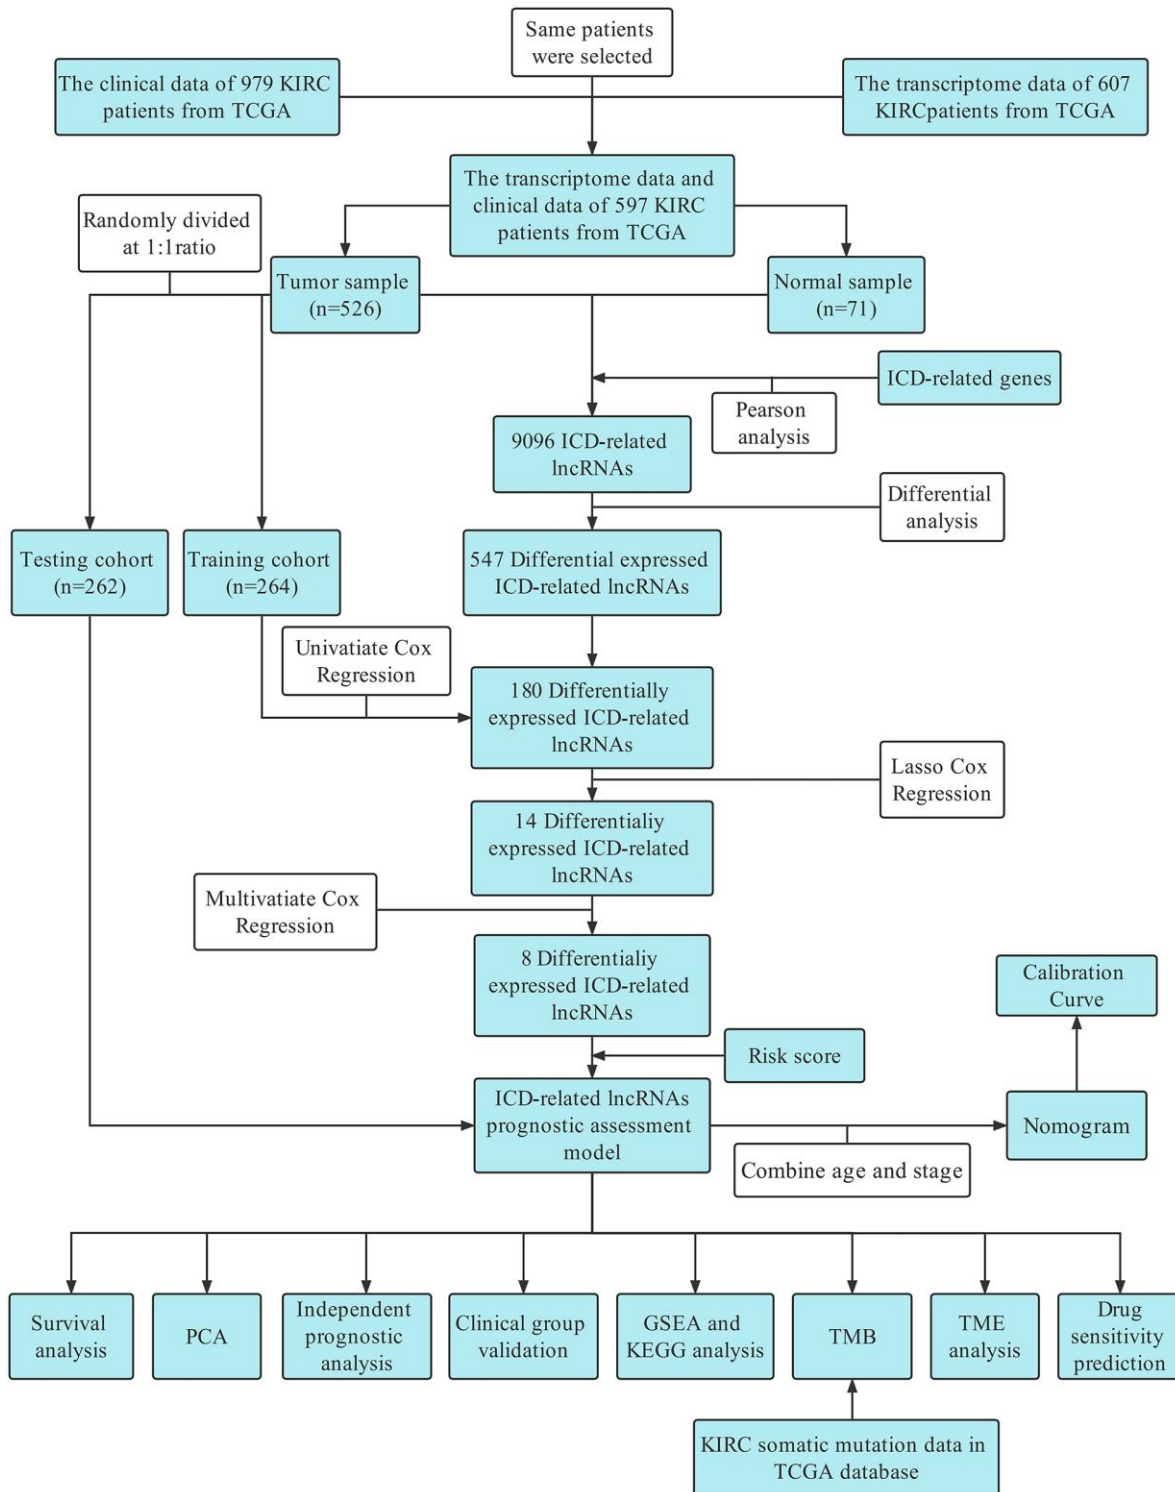 Same patients
were selected
The clinical data of 979 KIRC
patients from TCGA
The transcriptome data of 607
KIRCpatients from TCGA
The transcriptome data and
clinical data of 597 KIRC
patients from TCGA
Randomly divided
at 1:1ratio
Tumor sample
(n=526)
Normal sample
(n=71)
ICD-related genes
Pearson
analysis
9096 ICD-related
lncRNAs
Differential
analysis
Testing cohort
(n=262)
Training cohort
(n=264)
547 Differential expressed
ICD-related lncRNAs
Univatiate Cox
Regression
180 Differentially
expressed ICD-related
lncRNAs
Lasso Cox
Regression
14 Differentialiy
expressed ICD-related
lncRNAs
Multivatiate Cox
Regression
8 Differentialiy
expressed ICD-related
lncRNAs
Calibration
Curve
Risk score
ICD-related lncRNAs
prognostic assessment
model
Nomogram
Combine age and stage
Survival
analysis
PCA
Independent
prognostic
analysis
Clinical group
validation
GSEA and
KEGG analysis
TMB
TME
analysis
Drug
sensitivity
prediction
KIRC somatic mutation data in
TCGA database